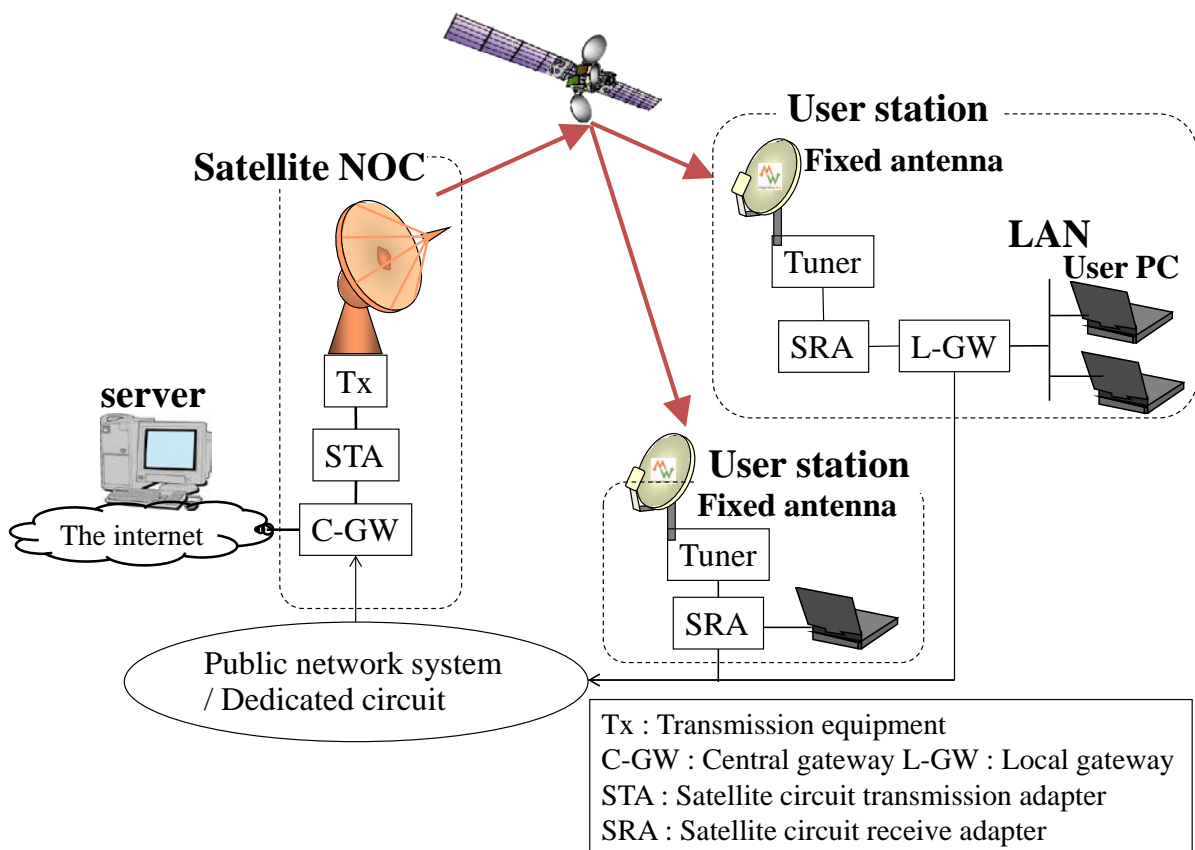 User station
Fixed antenna
Satellite NOC
LAN
User PC
Tuner
SRA
L-GW
Tx
server
STA
C-GW
The internet
User station
Fixed antenna
Tuner
SRA
Public network system
/ Dedicated circuit
Tx : Transmission equipment
C-GW : Central gateway L-GW : Local gateway
STA : Satellite circuit transmission adapter
SRA : Satellite circuit receive adapter